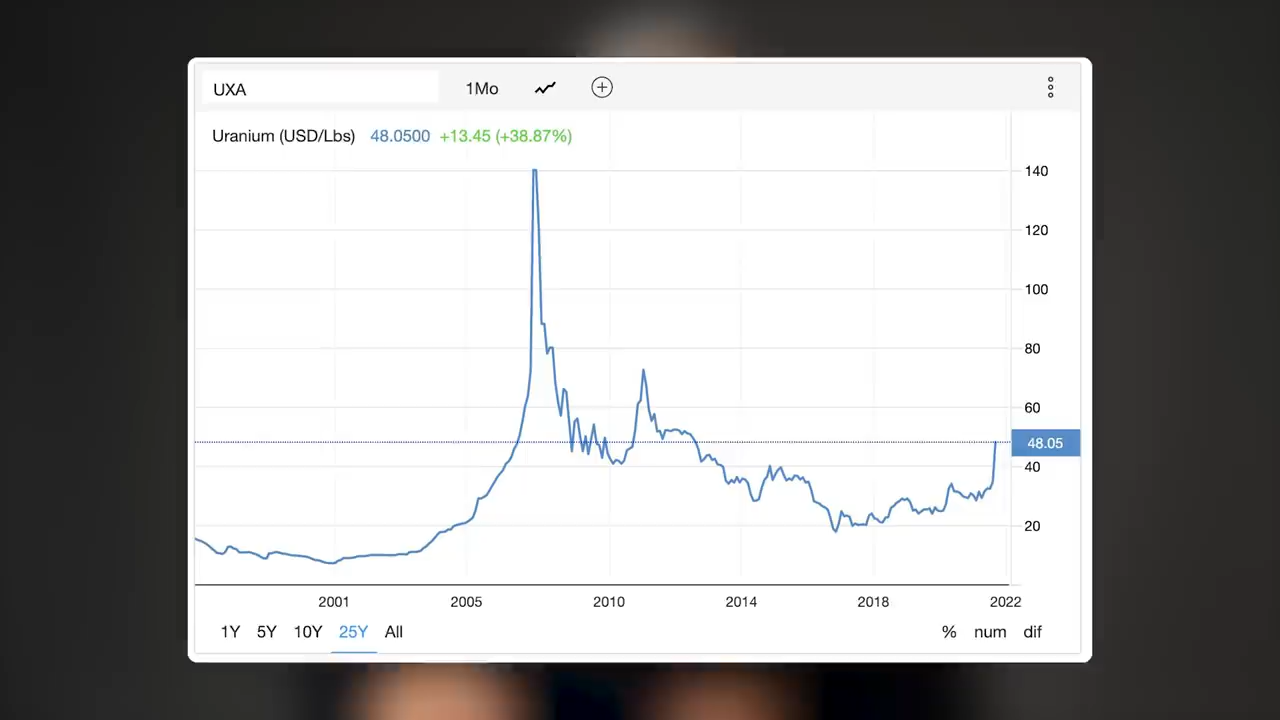 UXA 1Mo
Uranium (USD/Lbs) 48.0500 +13.45 (+38.87%)
140
120
100
80
60
48.05
40
20
2001 2005 2010 2014 2018 2022
1Y 5Y 10Y 25Y All % num dif